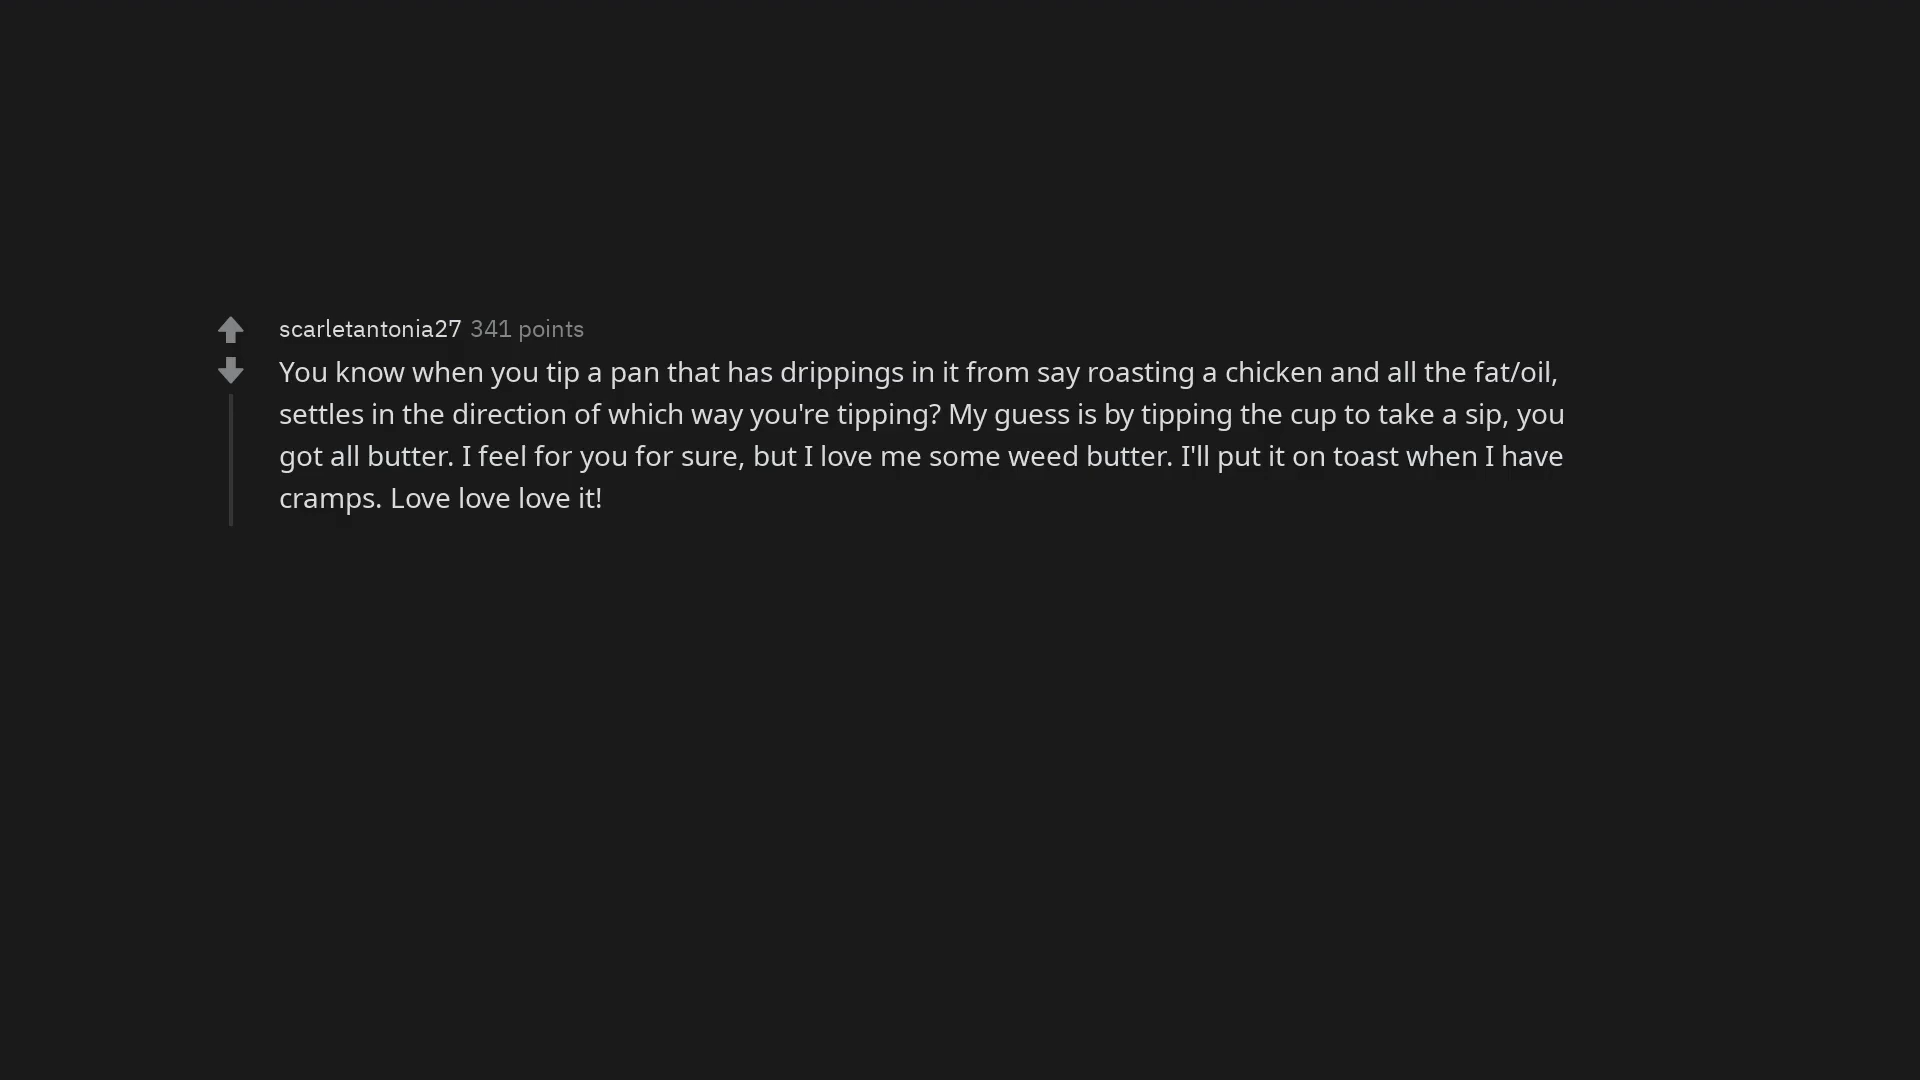 scarletantonia27 341 points
You know when you tip a pan that has drippings in it from say roasting a chicken and all the fat/oil,
settles in the direction of which way you're tipping? My guess is by tipping the cup to take a sip, you
got all butter. I feel for you for sure, but I love me some weed butter. I'll put it on toast when I have
cramps. Love love love it!